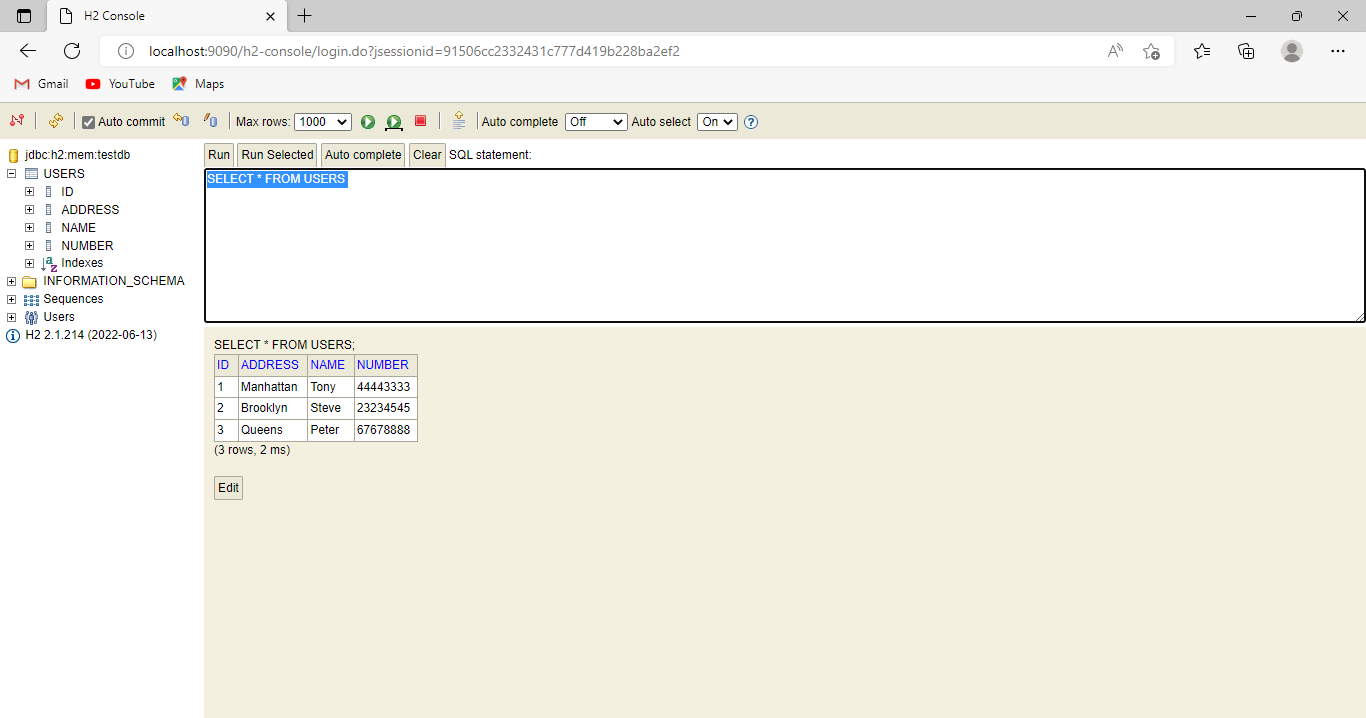 H2 Console
localhost:9090/h2-console/login.do?jsessionid=91506cc2332431c777d419b228ba2ef2
Gmail YouTube Maps
Auto commit Max rows: 1000 Auto complete Off Auto select On
jdbc:h2:mem:testdb
USERS
ID
ADDRESS
NAME
NUMBER
Indexes
INFORMATION_SCHEMA
Sequences
Users
H2 2.1.214 (2022-06-13)
Run Run Selected Auto complete Clear SQL statement:
SELECT * FROM USERS
SELECT * FROM USERS;
ID ADDRESS NAME NUMBER
1 Manhattan Tony 44443333
2 Brooklyn Steve 23234545
3 Queens Peter 67678888
(3 rows, 2 ms)
Edit